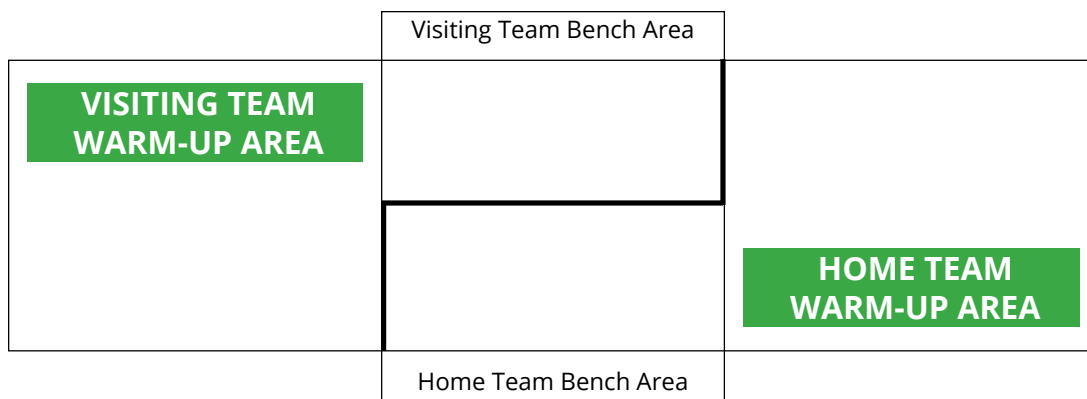 Visiting Team Bench Area
VISITING TEAM
WARM-UP AREA
HOME TEAM
WARM-UP AREA
Home Team Bench Area